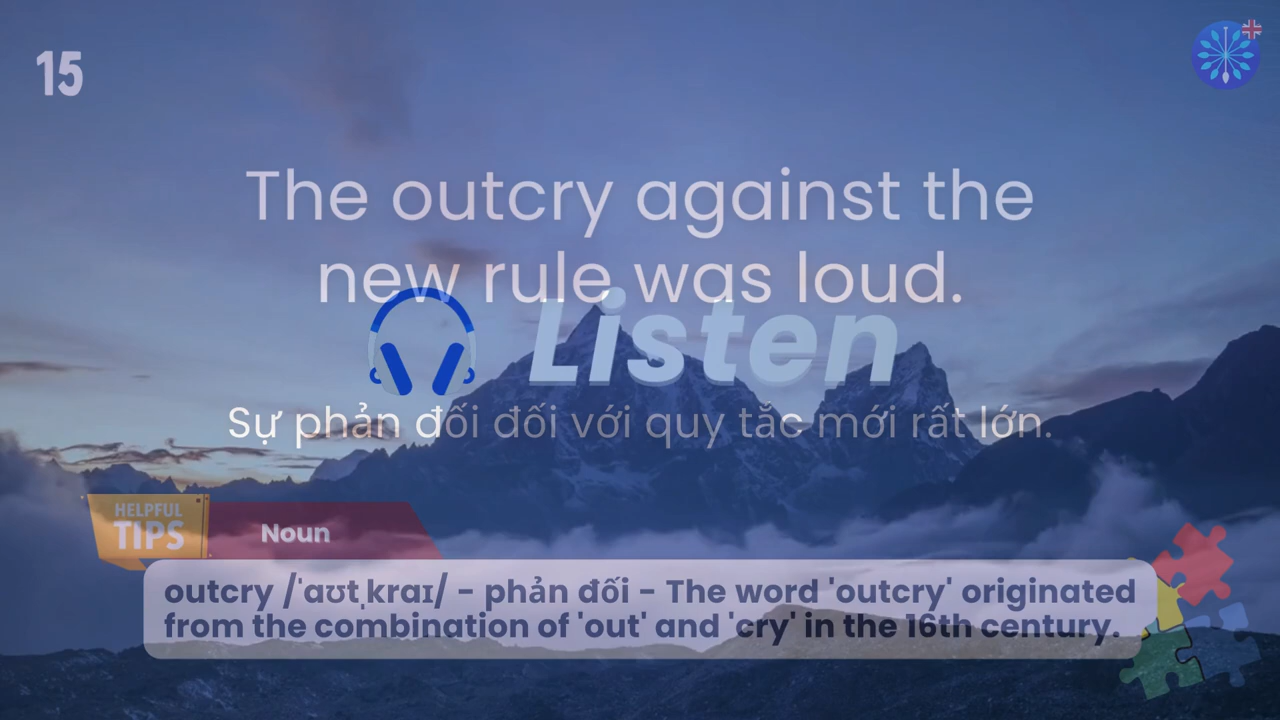 15
The outcry against the
new rule was loud.
Listen
Sự phản đối đối với quy tắc mới rất lớn.
HELPFUL
TIPS
Noun
outcry /ˈaʊtˌkraɪ/ - phản đối - The word 'outcry' originated
from the combination of 'out' and 'cry' in the 16th century.